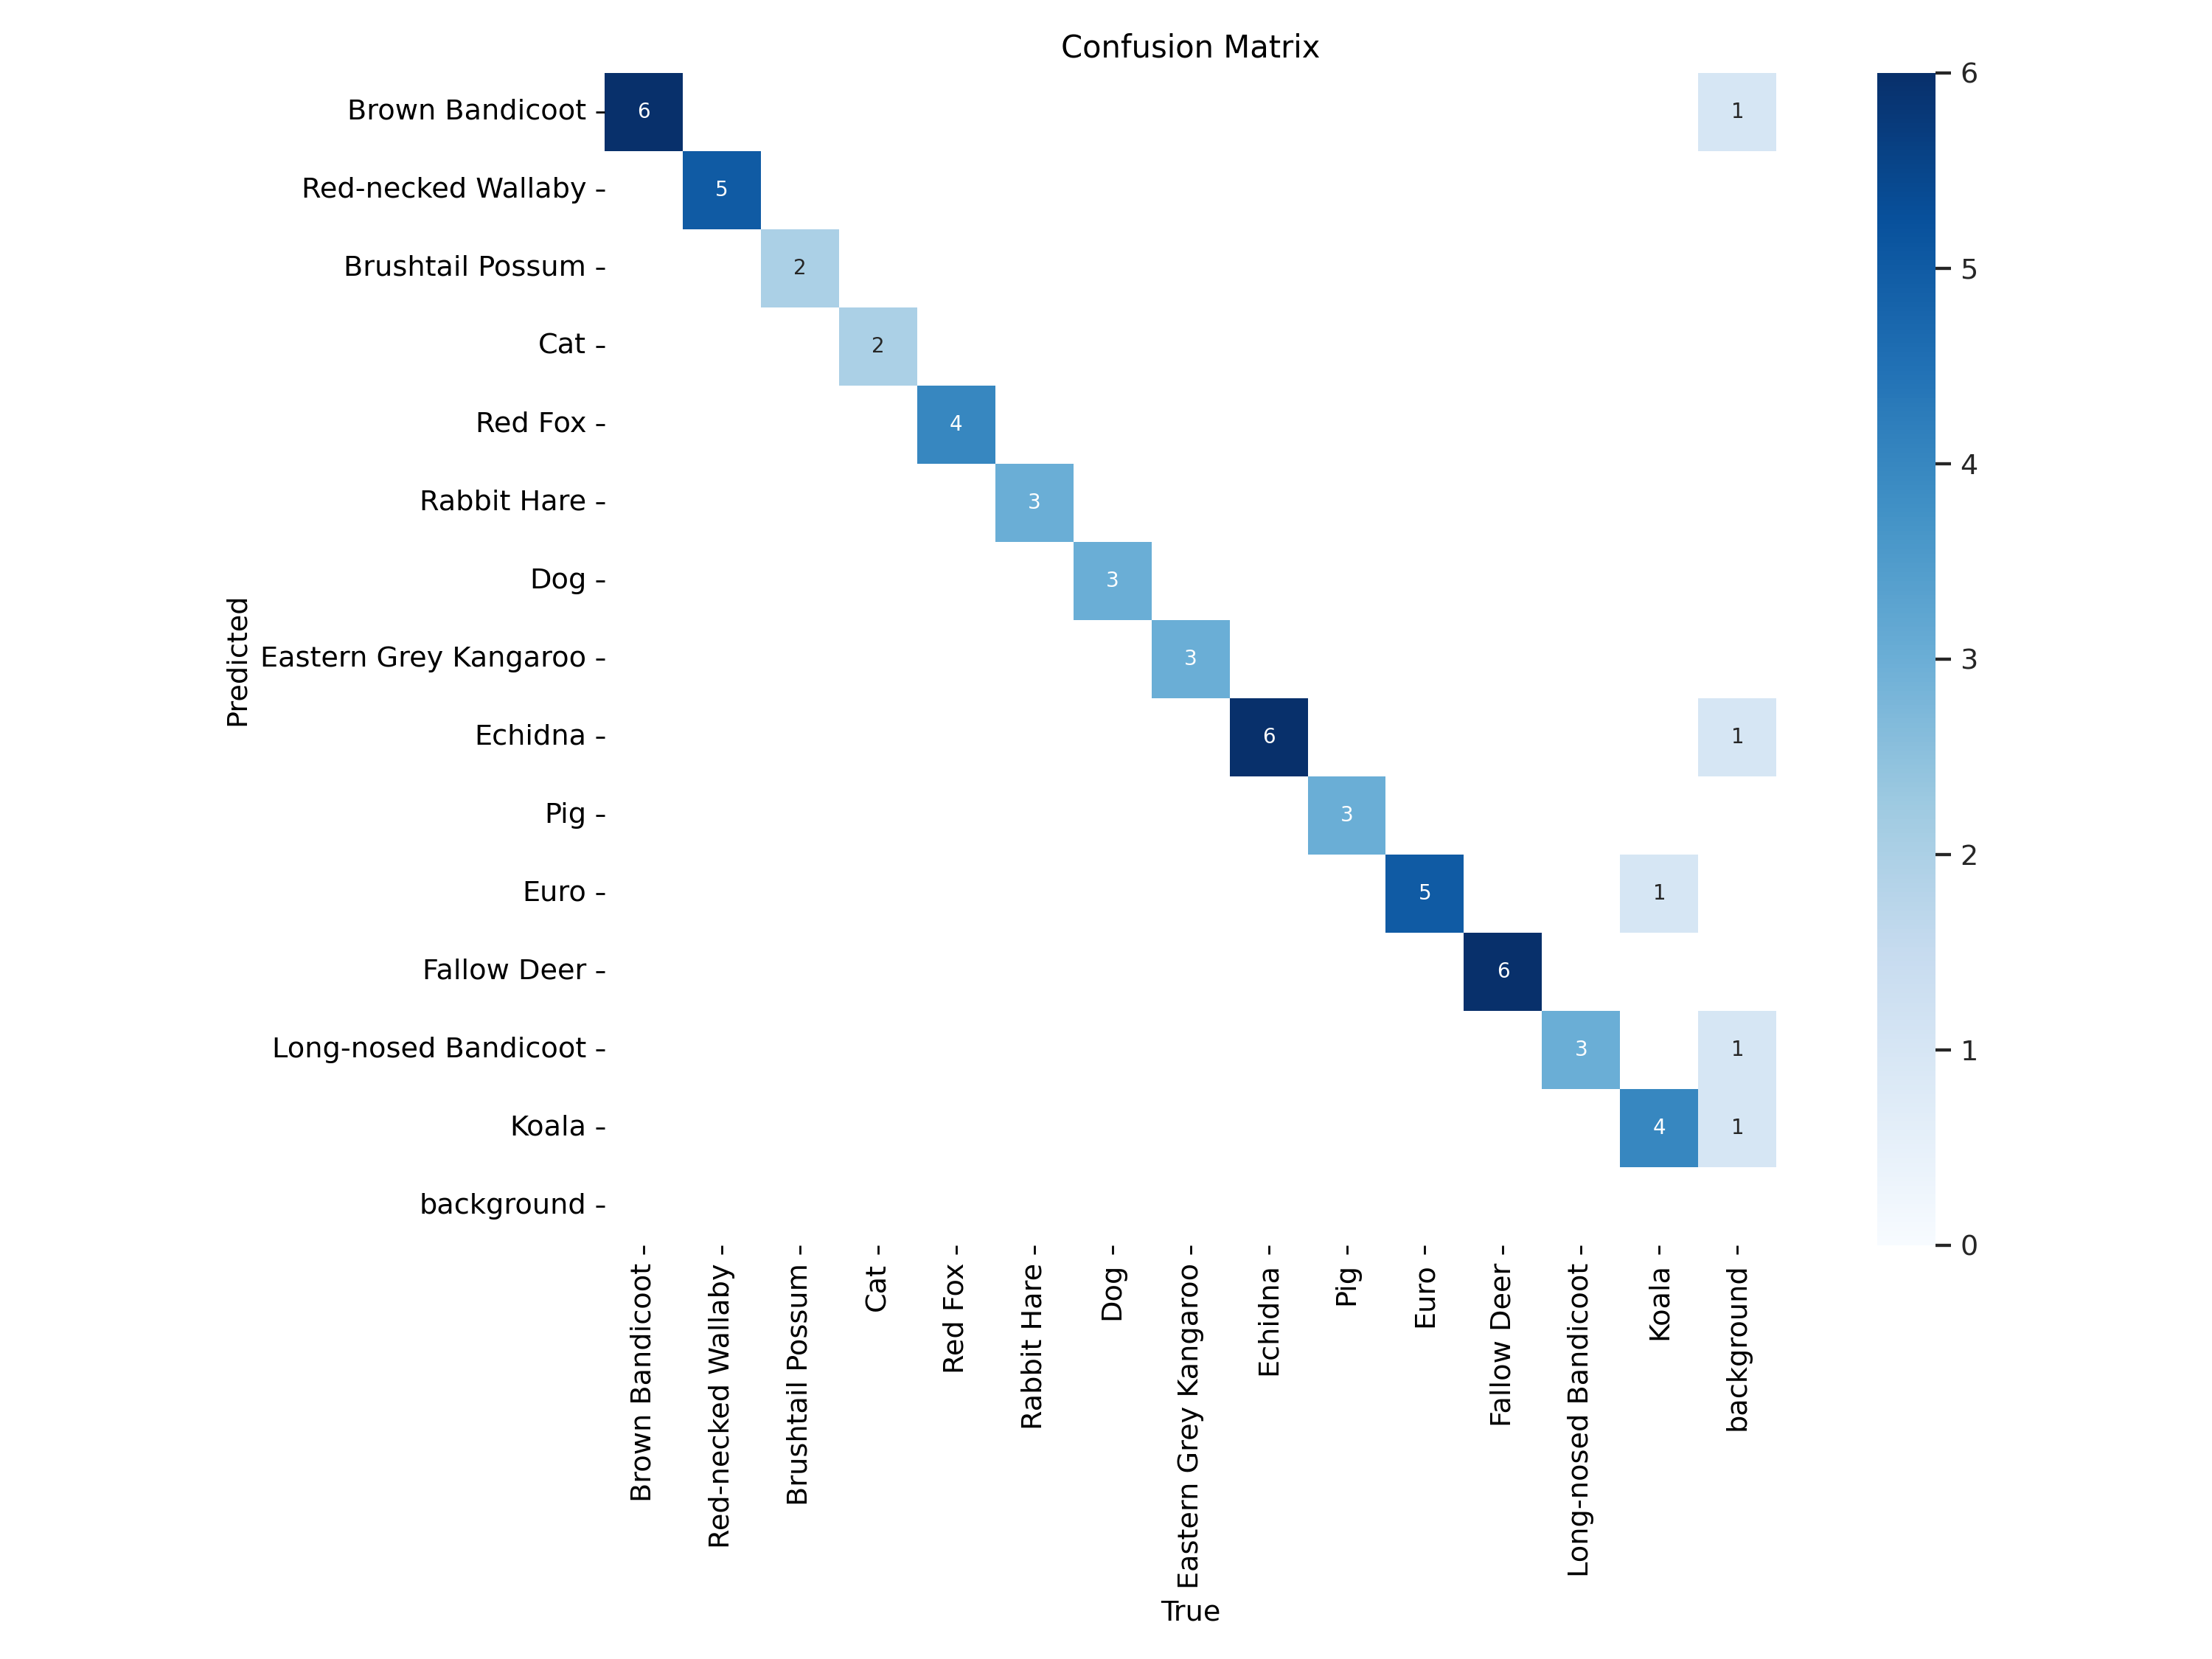 Confusion Matrix
Brown Bandicoot
6
1
6
Red-necked Wallaby
5
Brushtail Possum
2
5
Cat
2
Red Fox
4
4
Rabbit Hare
3
Dog
3
Predicted
Eastern Grey Kangaroo
3
3
Echidna
6
1
Pig
3
2
Euro
5
1
Fallow Deer
6
Long-nosed Bandicoot
3
1
1
Koala
4
1
background
0
Brown Bandicoot
Red-necked Wallaby
Brushtail Possum
Cat
Red Fox
Rabbit Hare
Dog
Eastern Grey Kangaroo
Echidna
Pig
Euro
Fallow Deer
Long-nosed Bandicoot
Koala
background
True